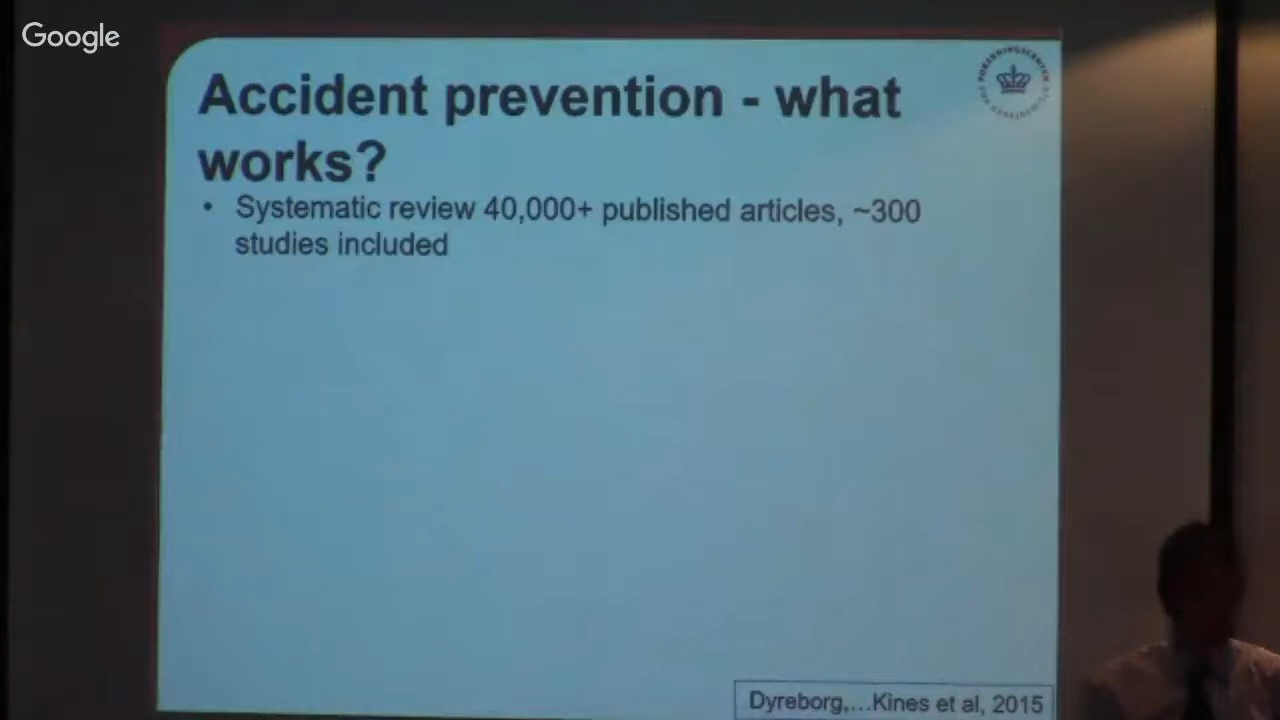 Google
Accident prevention - what
works?
• Systematic review 40,000+ published articles, ~300
studies included
Dyreborg,...Kines et al, 2015